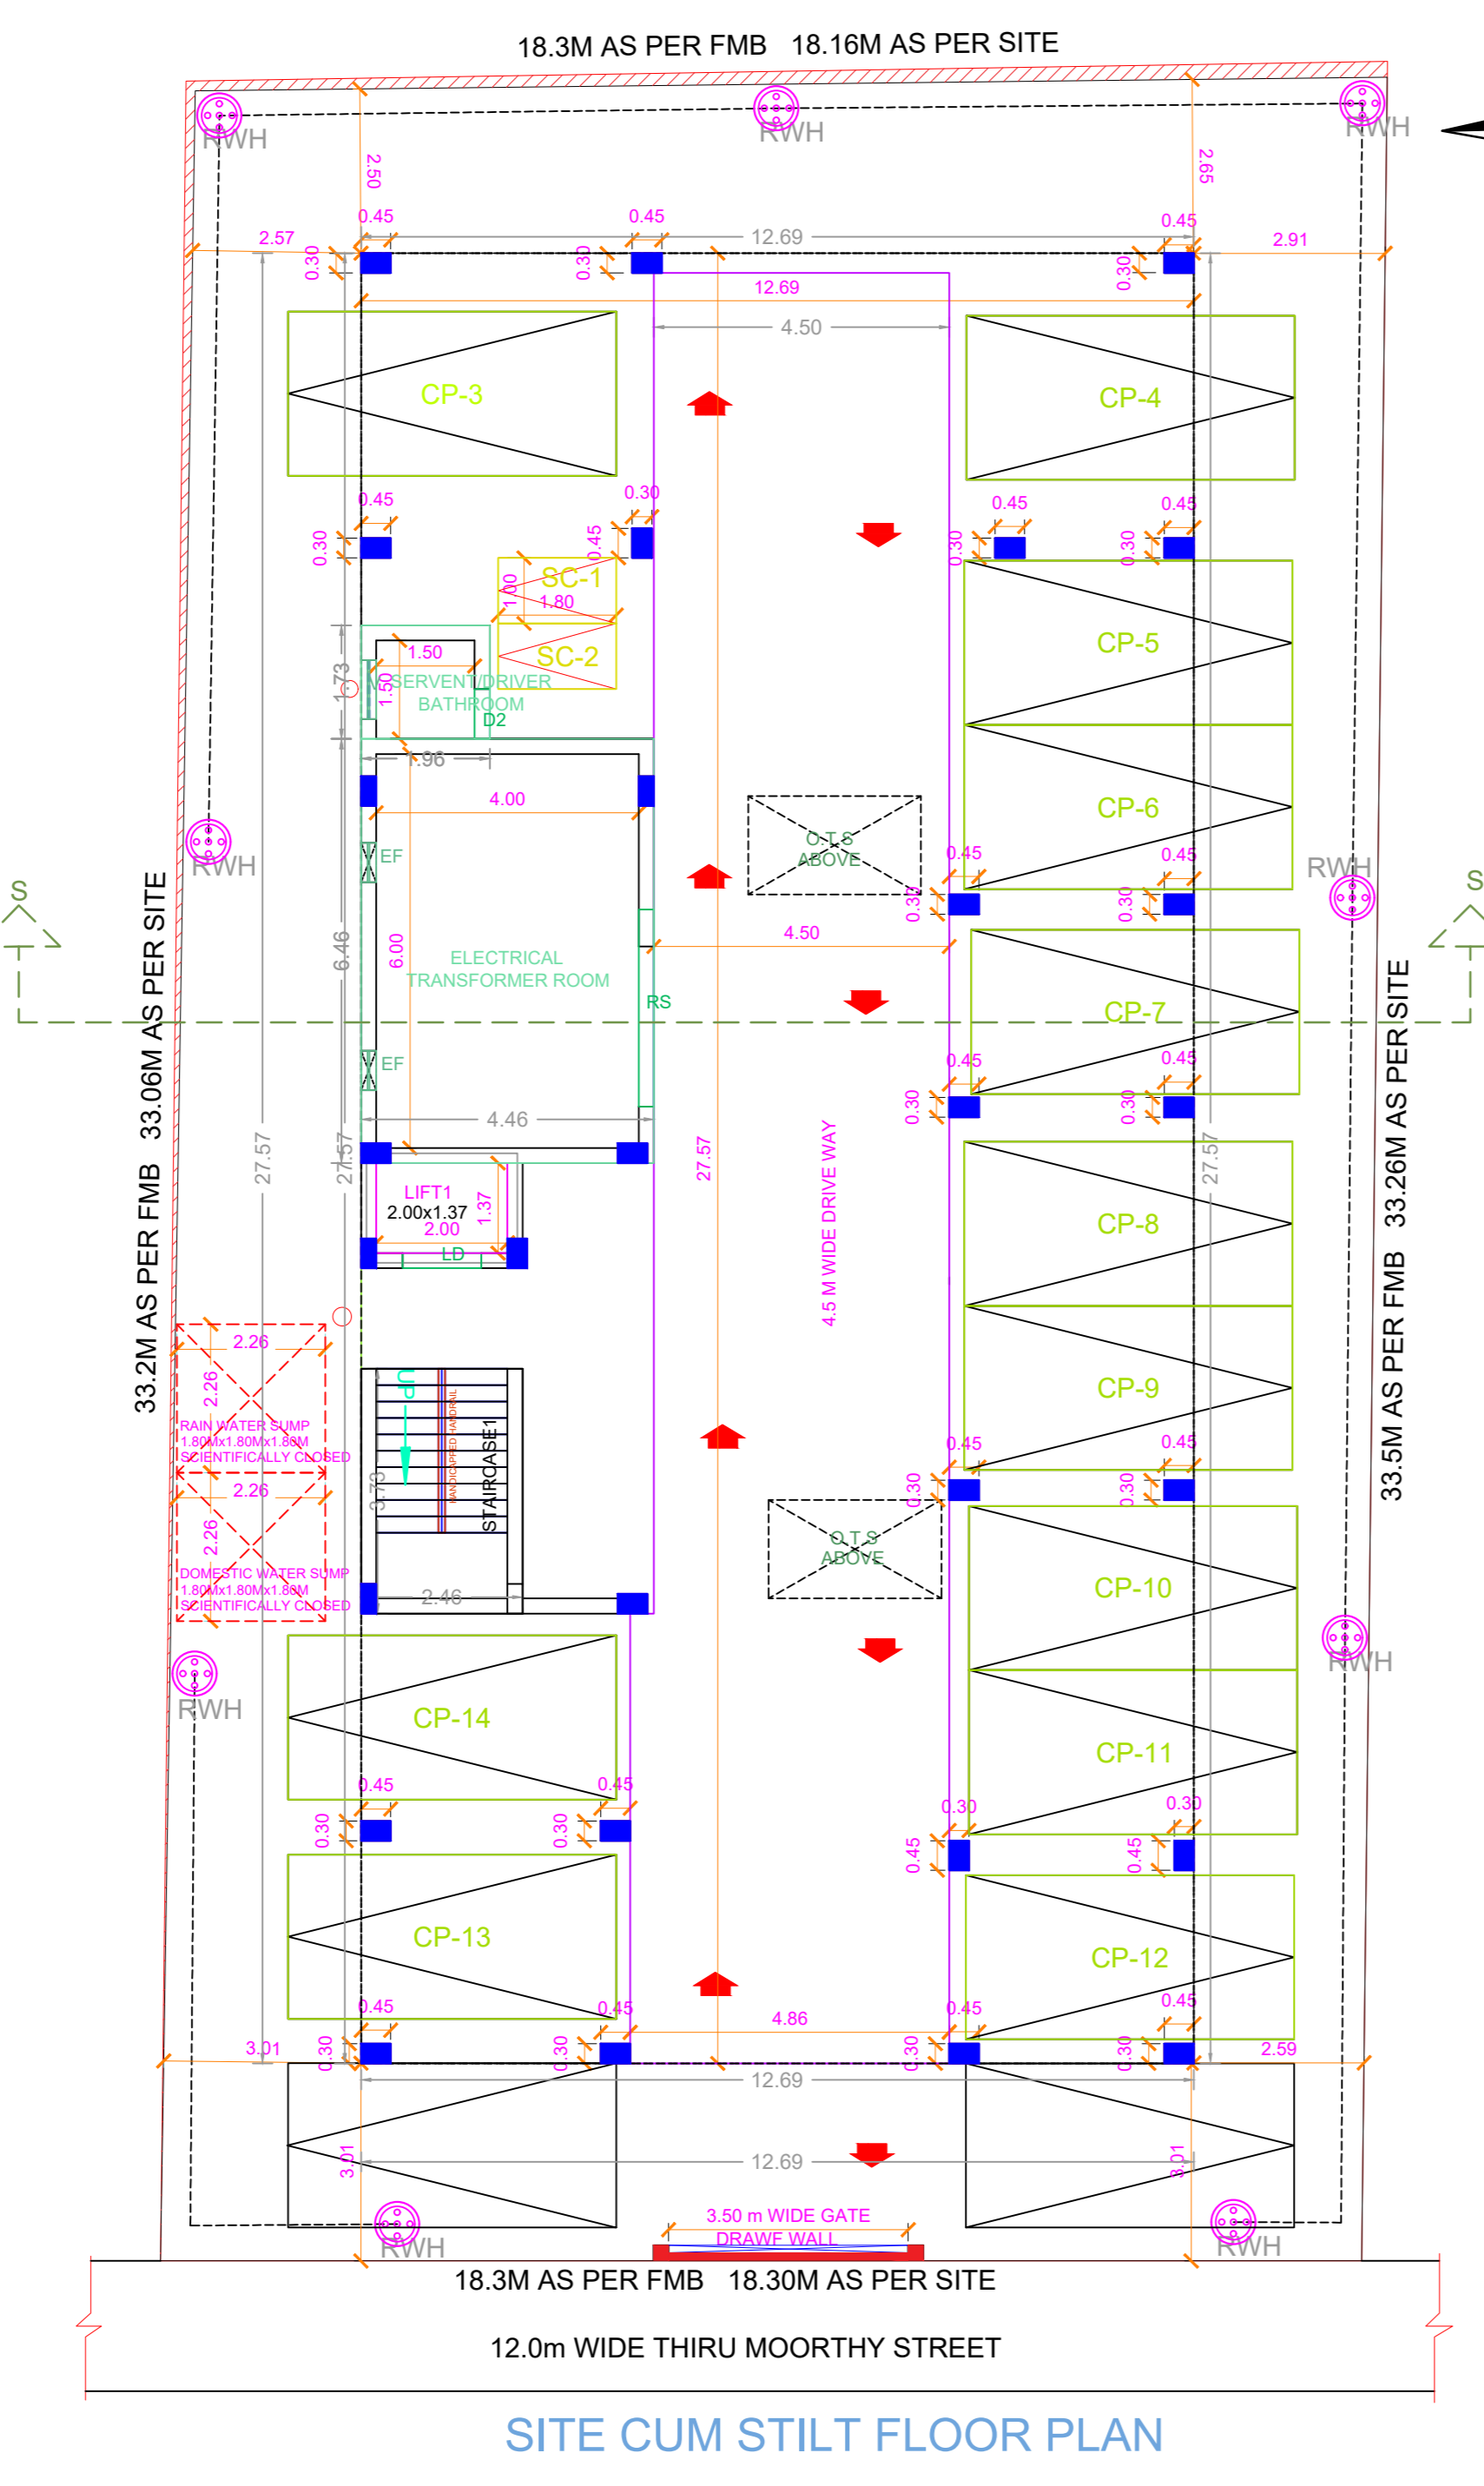 18.3M AS PER FMB 18.16M AS PER SITE
RWH
RWH
RWH
2.50
2.65
0.45
0.45
0.45
2.57
12.69
2.91
0.30
0.30
0.30
12.69
4.50
CP-3
CP-4
0.45
0.30
0.45
0.45
0.30
0.45
0.30
0.30
SC-1
1.00
1.80
SC-2
CP-5
1.73
1.50
1.50
SERVENT/DRIVER
BATHROOM
D2
1.96
4.00
CP-6
O.T.S
ABOVE
EF
RWH
RWH
0.45
0.45
0.30
0.30
S
S
4.50
6.46
6.00
ELECTRICAL
TRANSFORMER ROOM
RS
CP-7
EF
0.45
0.45
0.30
0.30
4.46
33.2M AS PER FMB 33.06M AS PER SITE
33.5M AS PER FMB 33.26M AS PER SITE
27.57
27.57
27.57
27.57
4.5 M WIDE DRIVE WAY
LIFT1
2.00x1.37
2.00
1.37
LD
CP-8
2.26
2.26
RAIN WATER SUMP
1.80Mx1.80Mx1.80M
SCIENTIFICALLY CLOSED
UP
HANDICAPPED HANDRAIL
STAIRCASE1
3.73
CP-9
0.45
0.45
0.30
0.30
2.26
2.26
DOMESTIC WATER SUMP
1.80Mx1.80Mx1.80M
SCIENTIFICALLY CLOSED
2.46
O.T.S
ABOVE
CP-10
RWH
RWH
CP-14
CP-11
0.45
0.45
0.30
0.30
0.30
0.30
0.45
0.45
CP-13
CP-12
0.45
0.45
4.86
0.45
0.45
3.01
0.30
0.30
0.30
0.30
2.59
12.69
3.01
12.69
3.01
3.50 m WIDE GATE
DRAWF WALL
RWH
RWH
18.3M AS PER FMB 18.30M AS PER SITE
12.0m WIDE THIRU MOORTHY STREET
SITE CUM STILT FLOOR PLAN